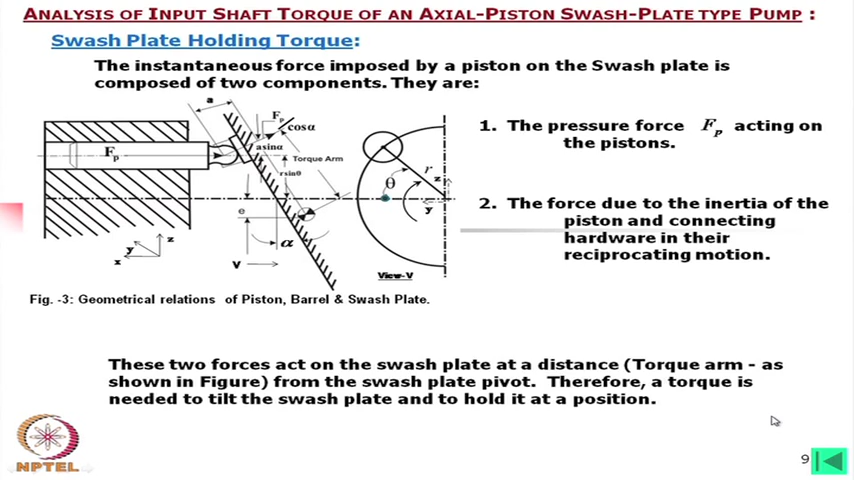 ANALYSIS OF INPUT SHAFT TORQUE OF AN AXIAL-PISTON SWASH-PLATE TYPE PUMP :
Swash Plate Holding Torque:
The instantaneous force imposed by a piston on the Swash plate is
composed of two components. They are:
a
Fp
cosα
asinα
Torque Arm
rsinθ
Fp
e
α
V
x
y
z
θ
r
z
y
View-V
Fig. -3: Geometrical relations of Piston, Barrel & Swash Plate.
1. The pressure force Fp acting on
the pistons.
2. The force due to the inertia of the
piston and connecting
hardware in their
reciprocating motion.
These two forces act on the swash plate at a distance (Torque arm - as
shown in Figure) from the swash plate pivot. Therefore, a torque is
needed to tilt the swash plate and to hold it at a position.
NPTEL
9